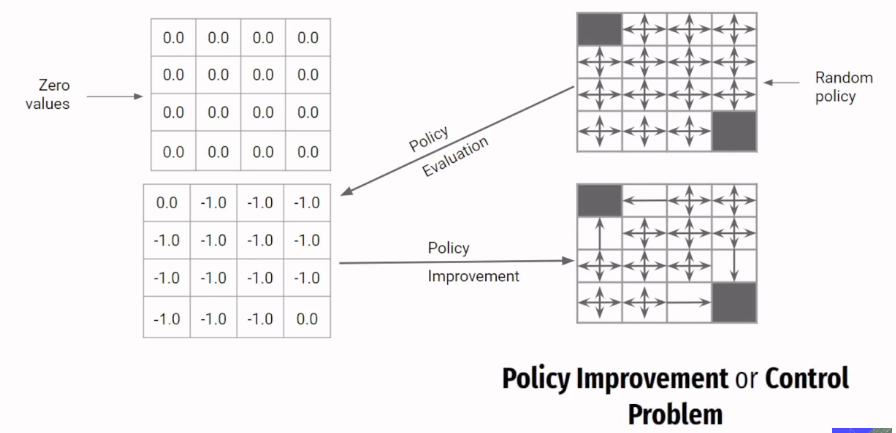 0.0 0.0 0.0 0.0
0.0 0.0 0.0 0.0
0.0 0.0 0.0 0.0
0.0 0.0 0.0 0.0
Zero
values
Random
policy
Policy
Evaluation
0.0 -1.0 -1.0 -1.0
-1.0 -1.0 -1.0 -1.0
-1.0 -1.0 -1.0 -1.0
-1.0 -1.0 -1.0 0.0
Policy
Improvement
Policy Improvement or Control
Problem